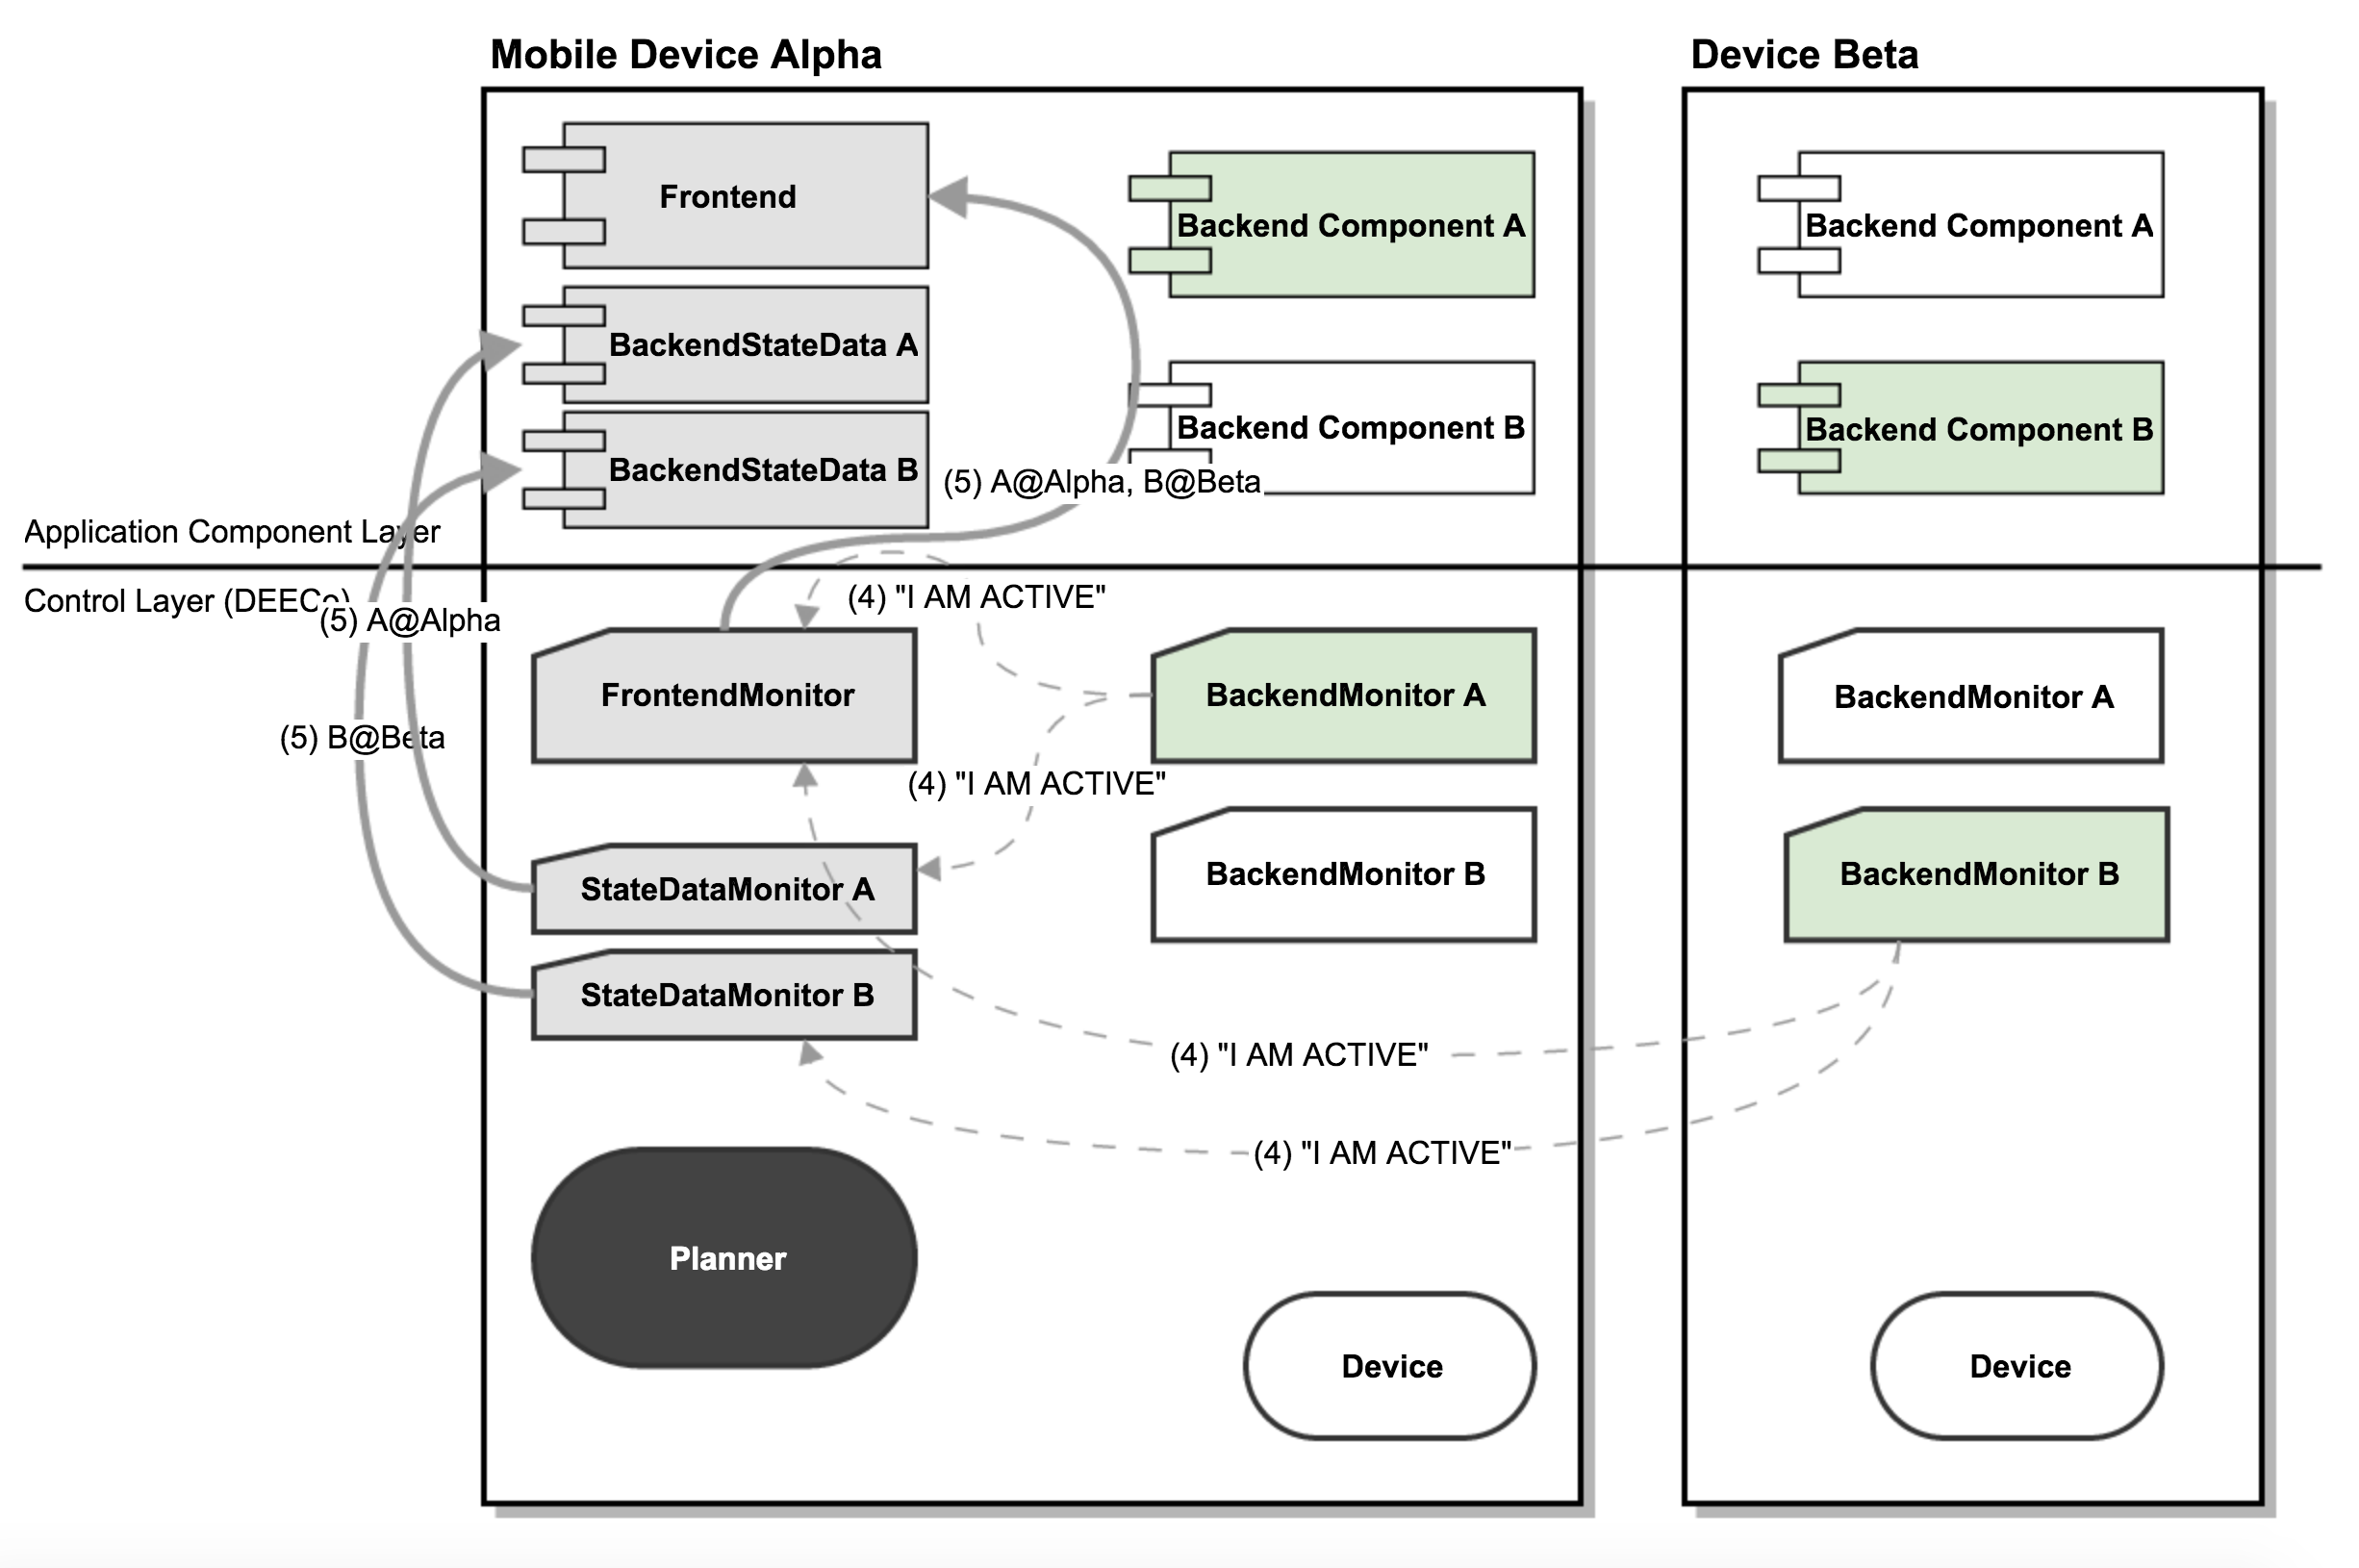 Mobile Device Alpha
Device Beta
Frontend
Backend Component A
Backend Component A
BackendStateData A
Backend Component B
Backend Component B
BackendStateData B
(5) A@Alpha, B@Beta
Application Component Layer
Control Layer (DEECo)
(4) "I AM ACTIVE"
(5) A@Alpha
FrontendMonitor
BackendMonitor A
BackendMonitor A
(5) B@Beta
(4) "I AM ACTIVE"
StateDataMonitor A
BackendMonitor B
BackendMonitor B
StateDataMonitor B
(4) "I AM ACTIVE"
(4) "I AM ACTIVE"
Planner
Device
Device